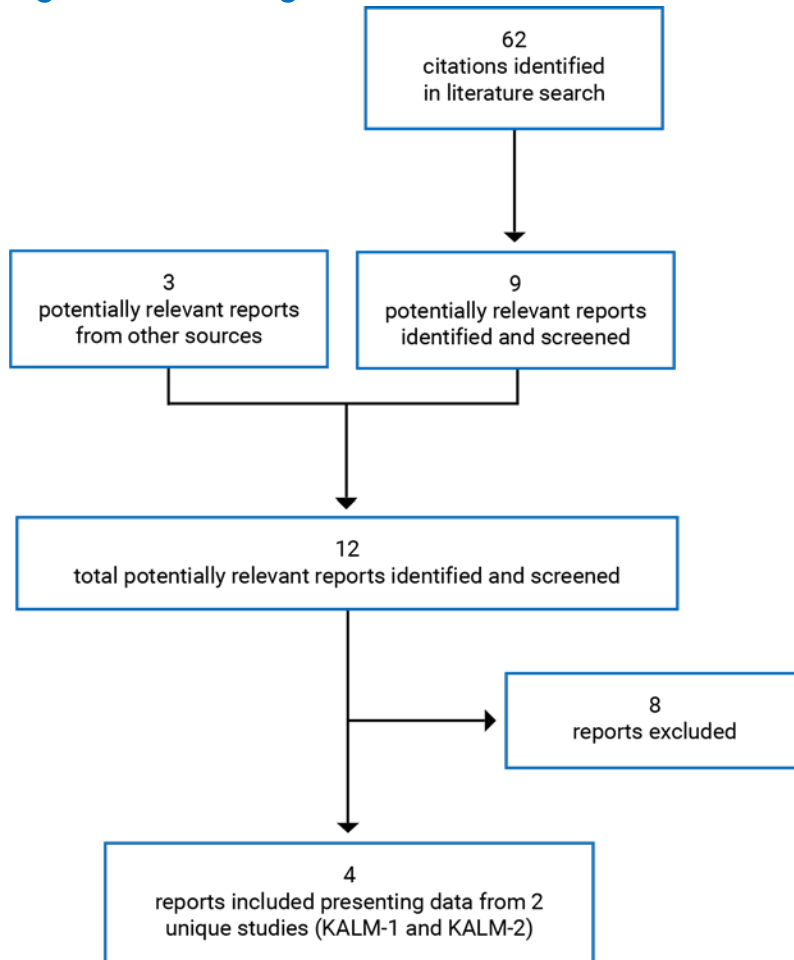 62
citations identified
in literature search
3
potentially relevant reports
from other sources
9
potentially relevant reports
identified and screened
12
total potentially relevant reports identified and screened
8
reports excluded
4
reports included presenting data from 2
unique studies (KALM-1 and KALM-2)